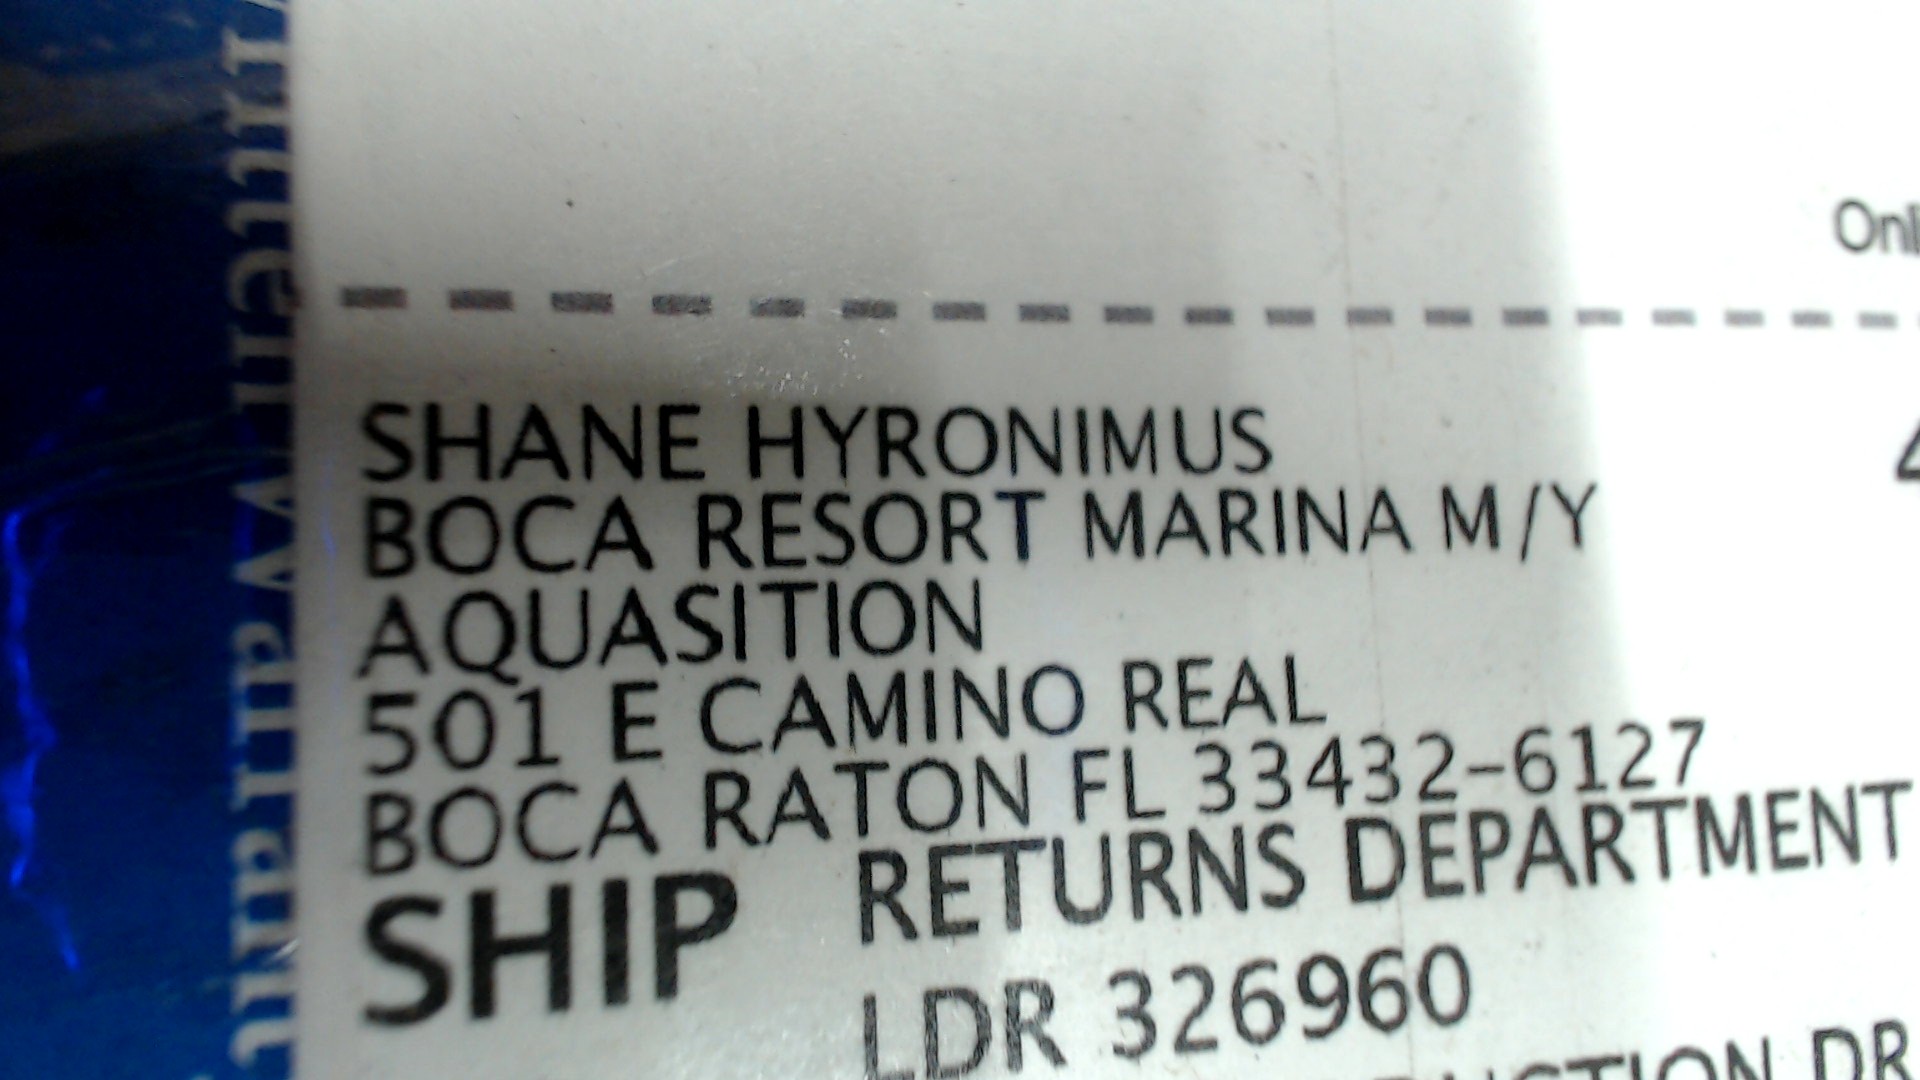 Onl
SHANE HYRONIMUS
BOCA RESORT MARINA M/Y
AQUASITION
501 E CAMINO REAL
BOCA RATON FL 33432-6127
SHIP RETURNS DEPARTMENT
LDR 326960
DR